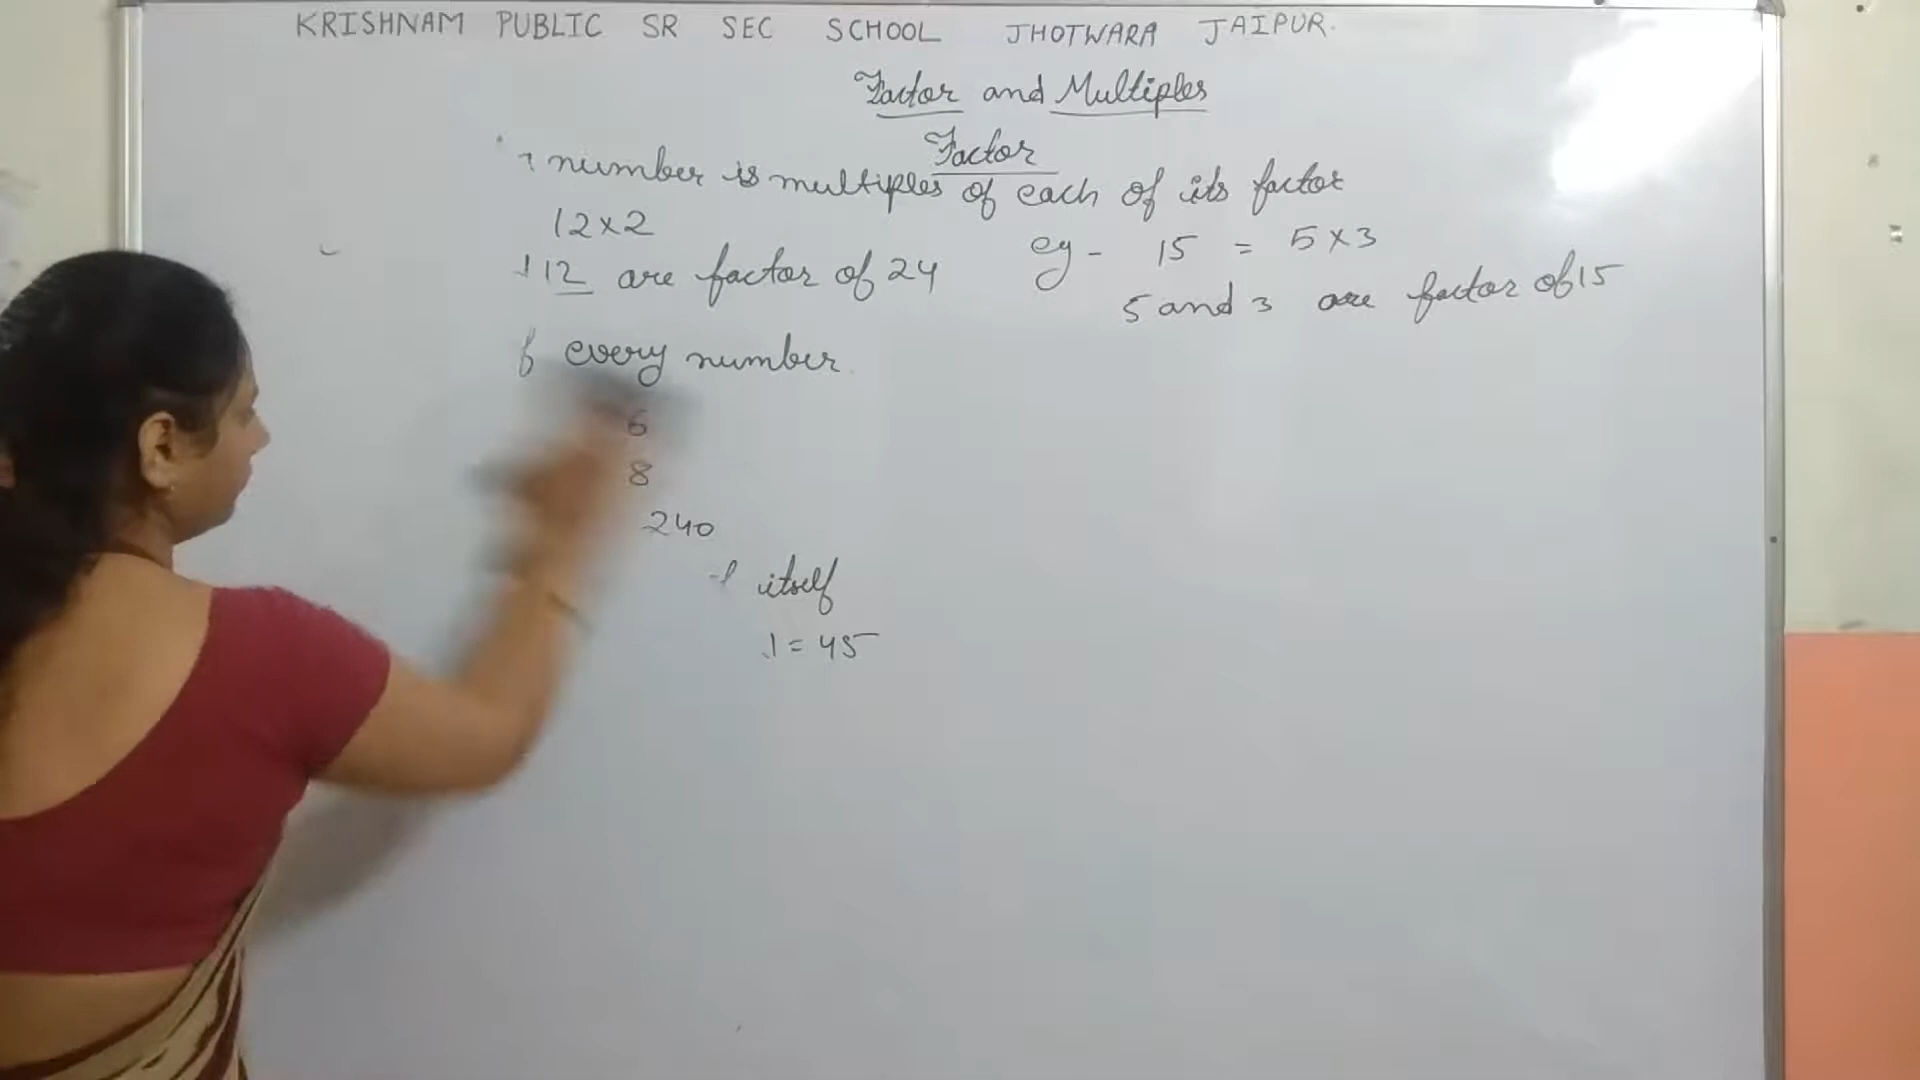 KRISHNAM PUBLIC SR SEC SCHOOL JHOTWARA JAIPUR.
Factor and Multiples
Factor
number is multiples of each of its factor
12×2
12 are factor of 24
eg - 15 = 5×3
5 and 3 are factor of 15
every number
6
8
240
itself
1 = 45